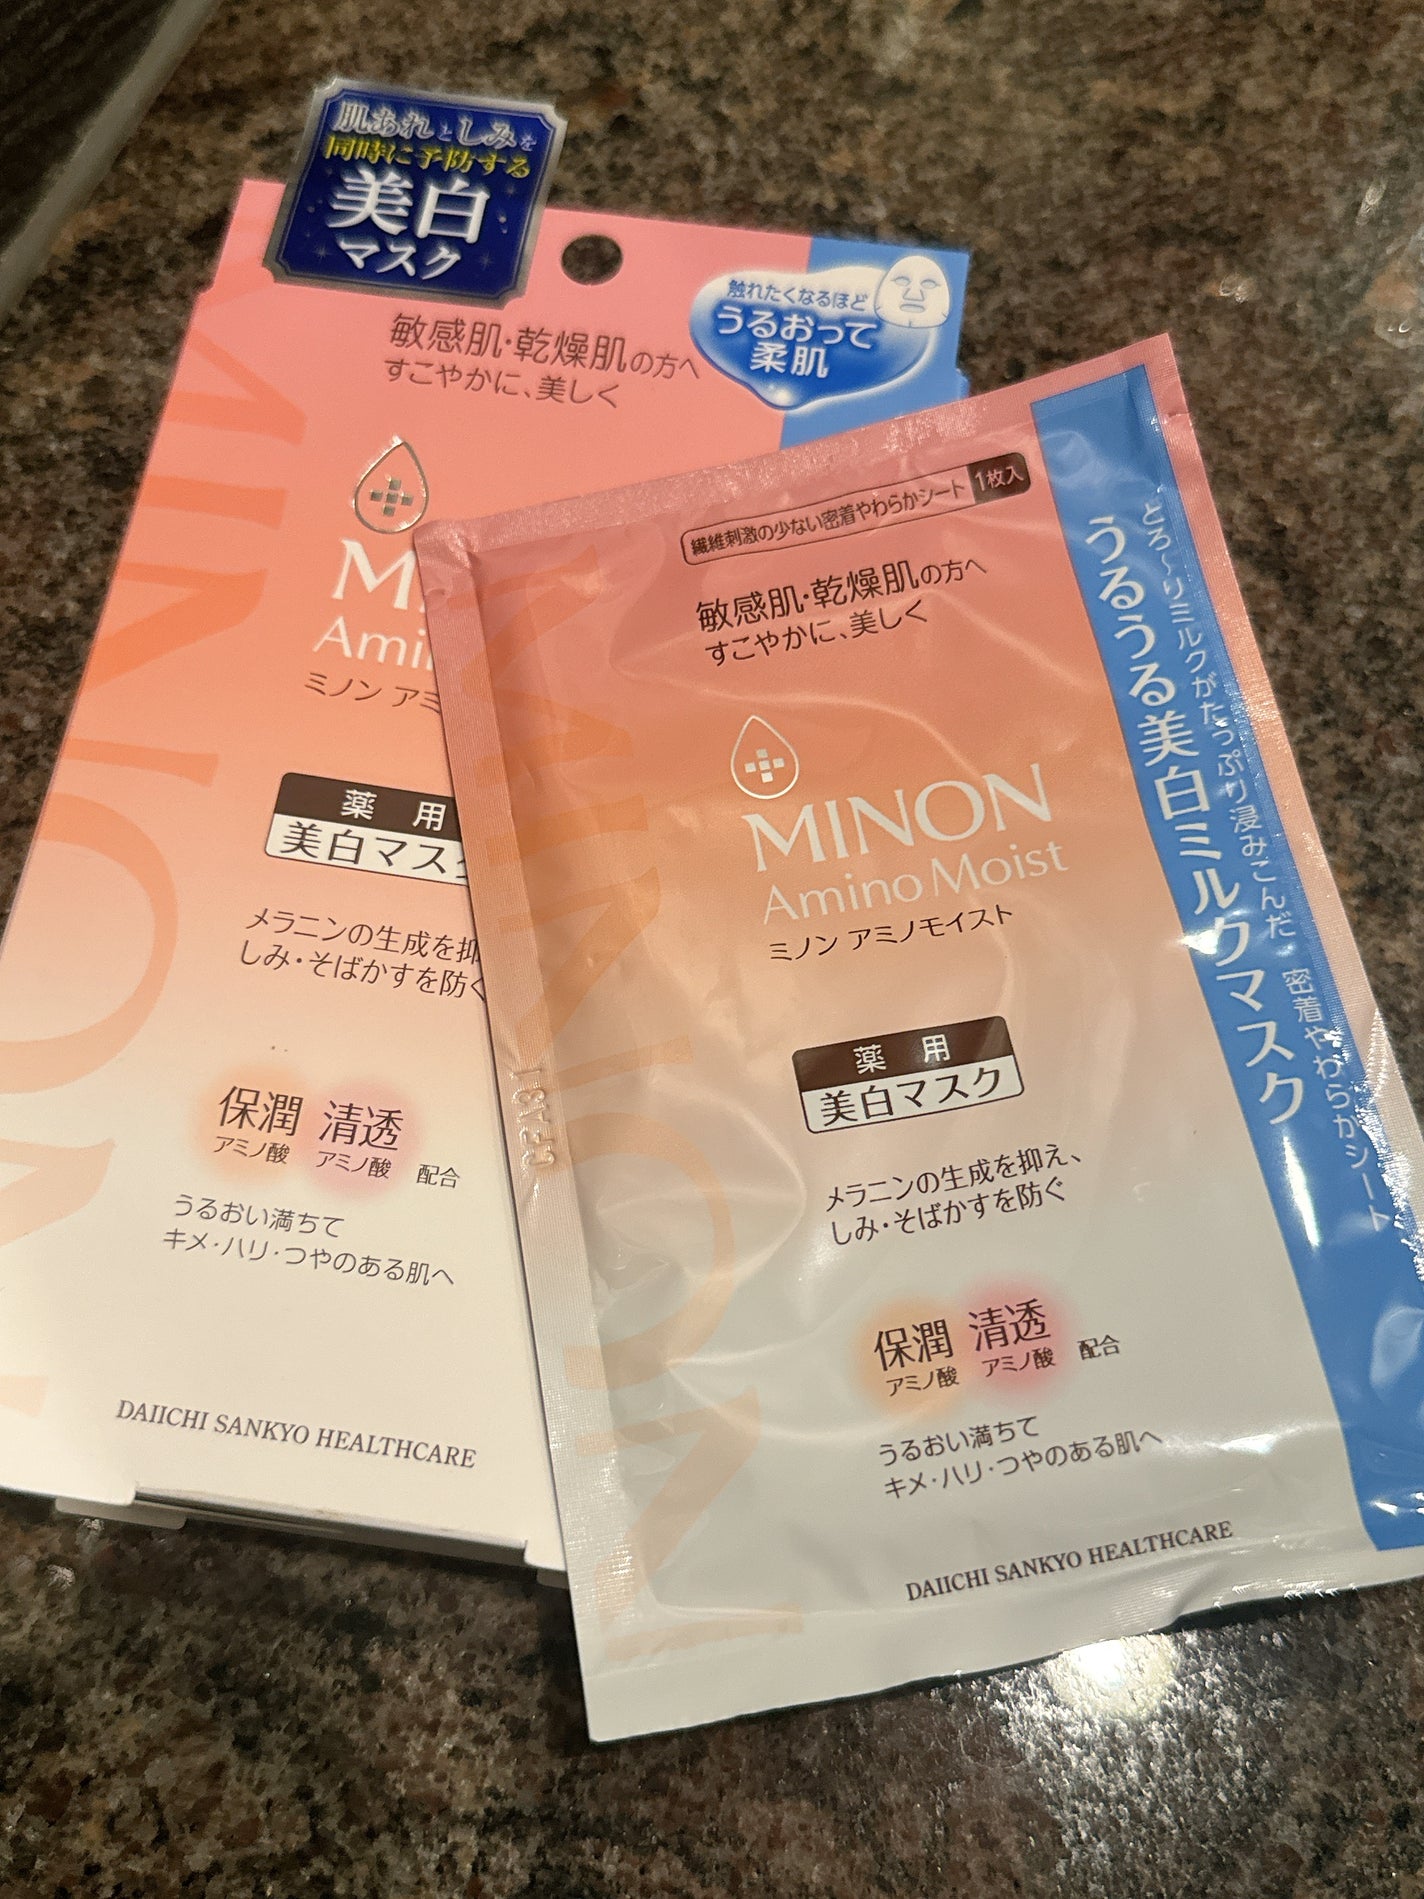 肌あれとしみを
同時に予防する
美白
マスク
触れたくなるほど
うるおって
柔肌
敏感肌・乾燥肌の方へ
すこやかに、美しく
M
Ami
ミノン アミ
薬 用
美白マス
メラニンの生成を抑
しみ・そばかすを防ぐ
保潤 清透
アミノ酸 アミノ酸 配合
うるおい満ちて
キメ・ハリ・つやのある肌へ
DAIICHI SANKYO HEALTHCARE
MINON
繊維刺激の少ない密着やわらかシート 1枚入
敏感肌・乾燥肌の方へ
すこやかに、美しく
MINON
Amino Moist
ミノン アミノモイスト
薬 用
美白マスク
メラニンの生成を抑え、
しみ・そばかすを防ぐ
保潤 清透
アミノ酸 アミノ酸 配合
うるおい満ちて
キメ・ハリ・つやのある肌へ
DAIICHI SANKYO HEALTHCARE
とろ〜りミルクがたっぷり浸みこんだ 密着やわらかシート
うるうる美白ミルクマスク
MINON